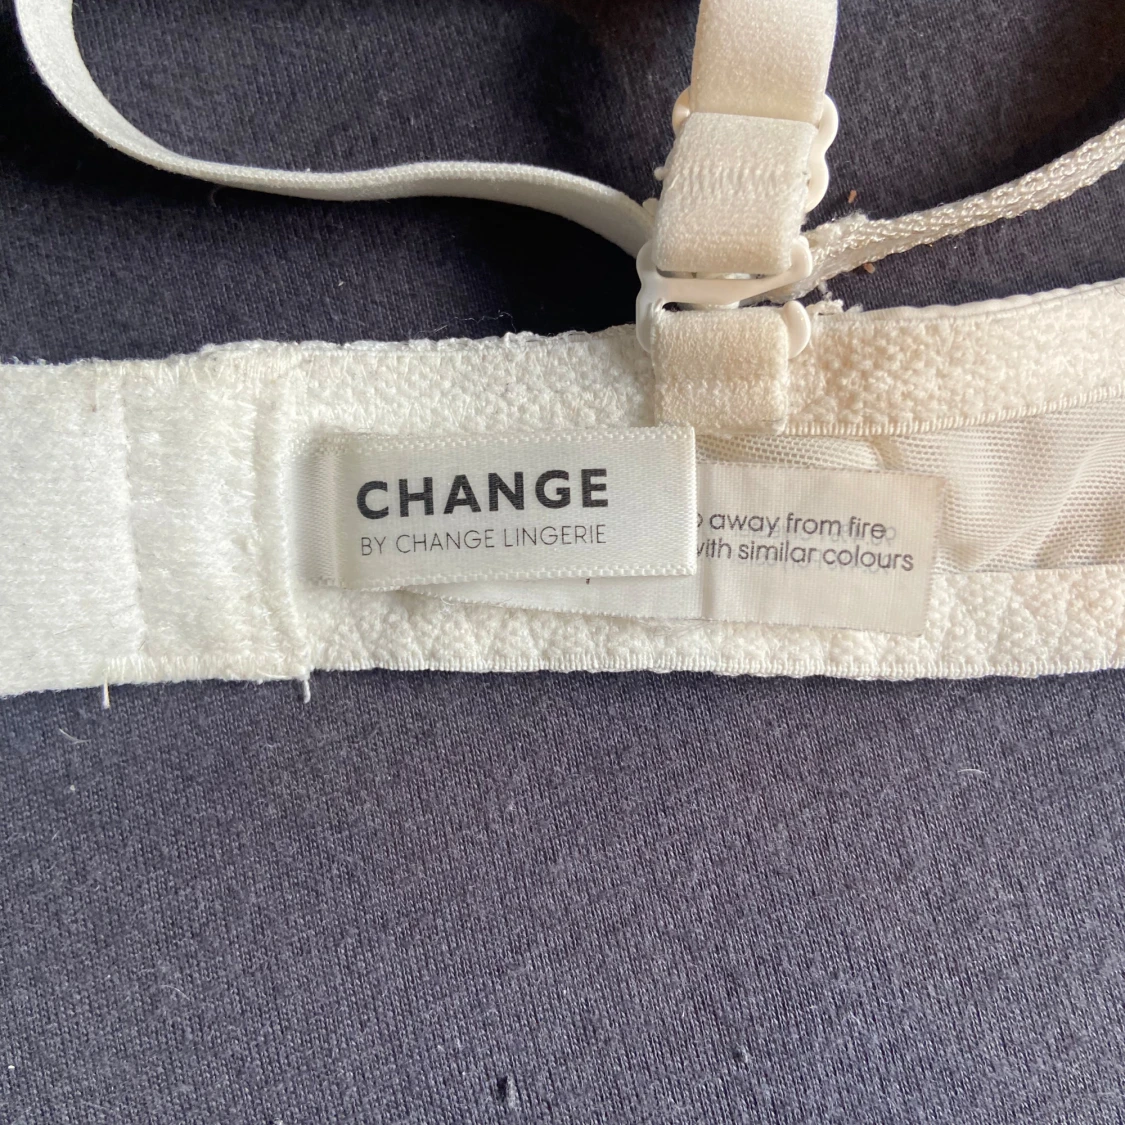 CHANGE
BY CHANGE LINGERIE
away from fire
with similar colours